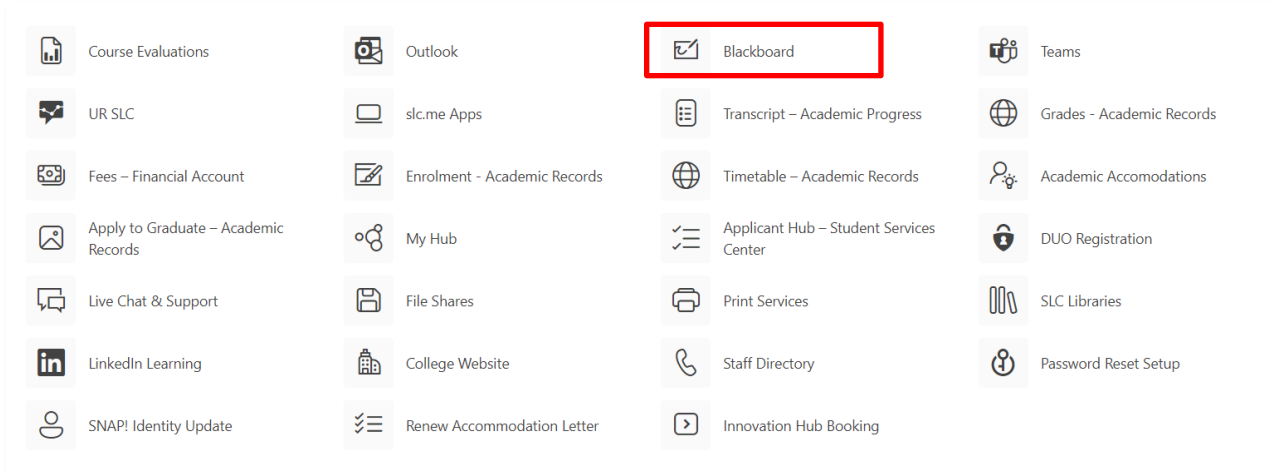 Course Evaluations
Outlook
Blackboard
Teams
UR SLC
slc.me Apps
Transcript – Academic Progress
Grades - Academic Records
Fees – Financial Account
Enrolment - Academic Records
Timetable – Academic Records
Academic Accomodations
Apply to Graduate – Academic
Records
My Hub
Applicant Hub – Student Services
Center
DUO Registration
Live Chat & Support
File Shares
Print Services
SLC Libraries
in
LinkedIn Learning
College Website
Staff Directory
Password Reset Setup
SNAP! Identity Update
Renew Accommodation Letter
Innovation Hub Booking